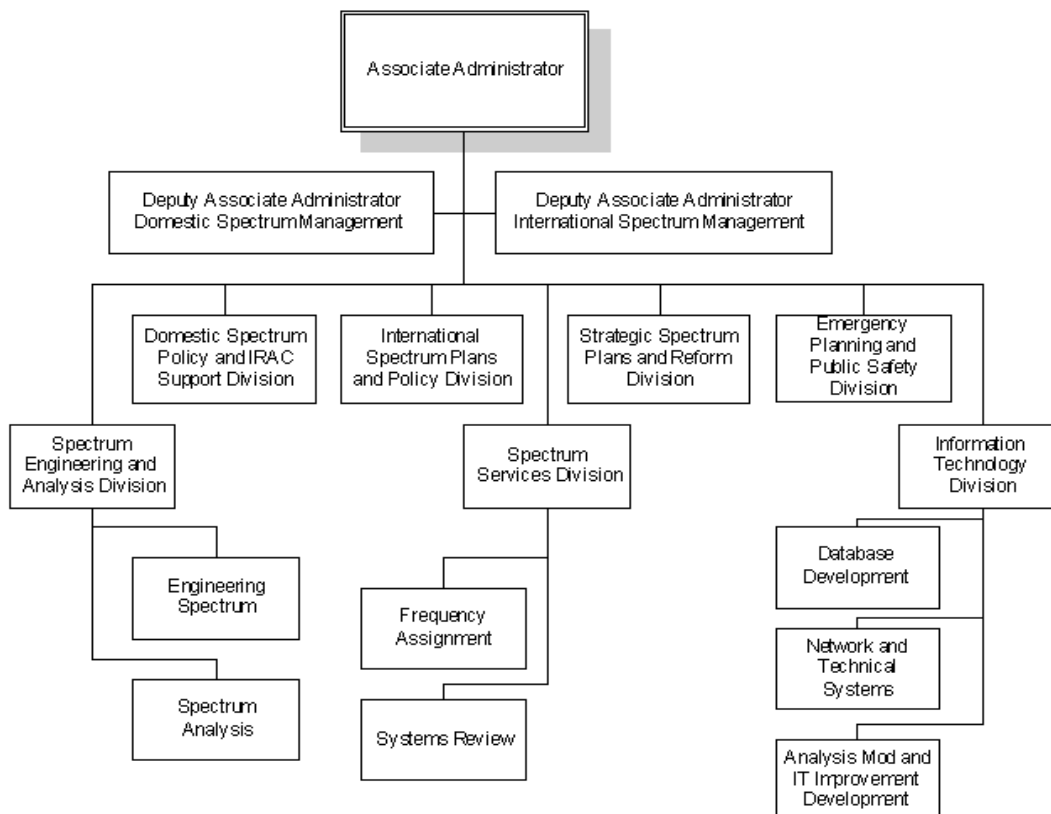 Associate Administrator
Deputy Associate Administrator
Domestic Spectrum Management
Deputy Associate Administrator
International Spectrum Management
Domestic Spectrum
Policy and IRAC
Support Division
International
Spectrum Plans
and Policy Division
Strategic Spectrum
Plans and Reform
Division
Emergency
Planning and
Public Safety
Division
Spectrum
Engineering and
Analysis Division
Spectrum
Services Division
Information
Technology
Division
Engineering
Spectrum
Spectrum
Analysis
Frequency
Assignment
Systems Review
Database
Development
Network and
Technical
Systems
Analysis Mod and
IT Improvement
Development